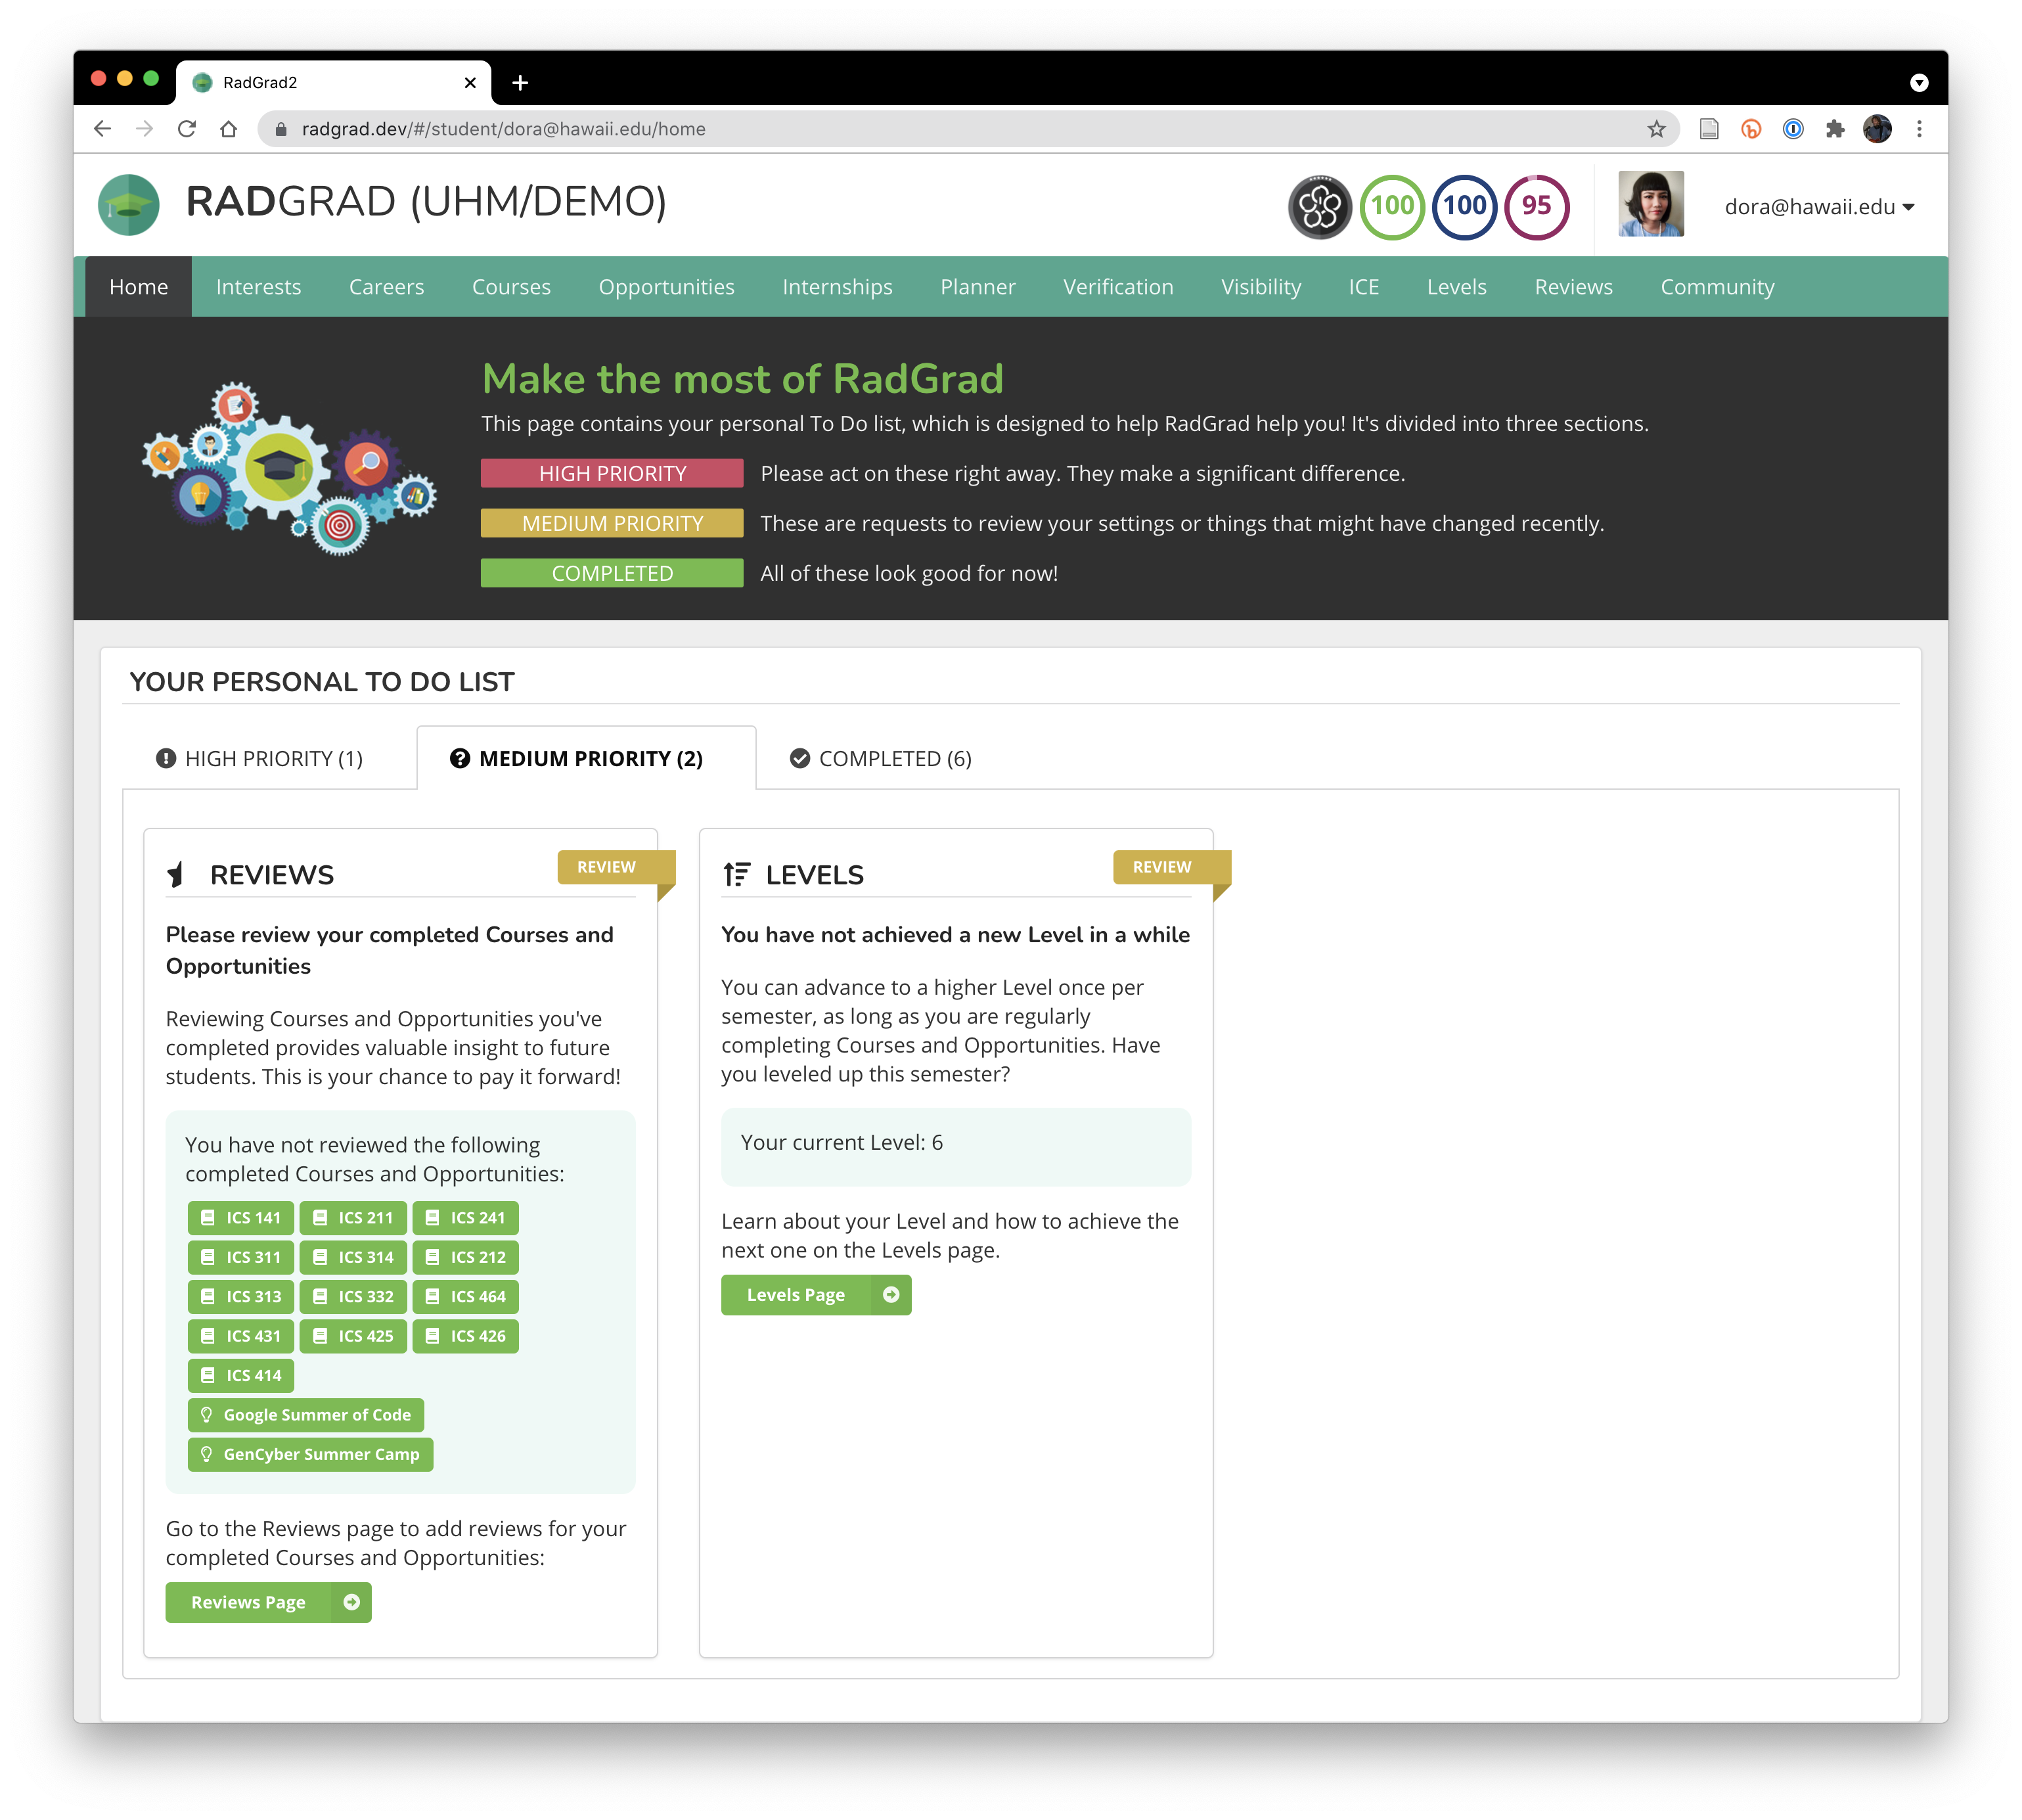 RadGrad2
radgrad.dev/#/student/dora@hawaii.edu/home
RADGRAD (UHM/DEMO)
100
100
95
dora@hawaii.edu
Home
Interests
Careers
Courses
Opportunities
Internships
Planner
Verification
Visibility
ICE
Levels
Reviews
Community
Make the most of RadGrad
This page contains your personal To Do list, which is designed to help RadGrad help you! It's divided into three sections.
HIGH PRIORITY Please act on these right away. They make a significant difference.
MEDIUM PRIORITY These are requests to review your settings or things that might have changed recently.
COMPLETED All of these look good for now!
YOUR PERSONAL TO DO LIST
HIGH PRIORITY (1)
MEDIUM PRIORITY (2)
COMPLETED (6)
REVIEWS
REVIEW
Please review your completed Courses and
Opportunities
Reviewing Courses and Opportunities you've
completed provides valuable insight to future
students. This is your chance to pay it forward!
You have not reviewed the following
completed Courses and Opportunities:
ICS 141 ICS 211 ICS 241
ICS 311 ICS 314 ICS 212
ICS 313 ICS 332 ICS 464
ICS 431 ICS 425 ICS 426
ICS 414
Google Summer of Code
GenCyber Summer Camp
Go to the Reviews page to add reviews for your
completed Courses and Opportunities:
Reviews Page
LEVELS
REVIEW
You have not achieved a new Level in a while
You can advance to a higher Level once per
semester, as long as you are regularly
completing Courses and Opportunities. Have
you leveled up this semester?
Your current Level: 6
Learn about your Level and how to achieve the
next one on the Levels page.
Levels Page